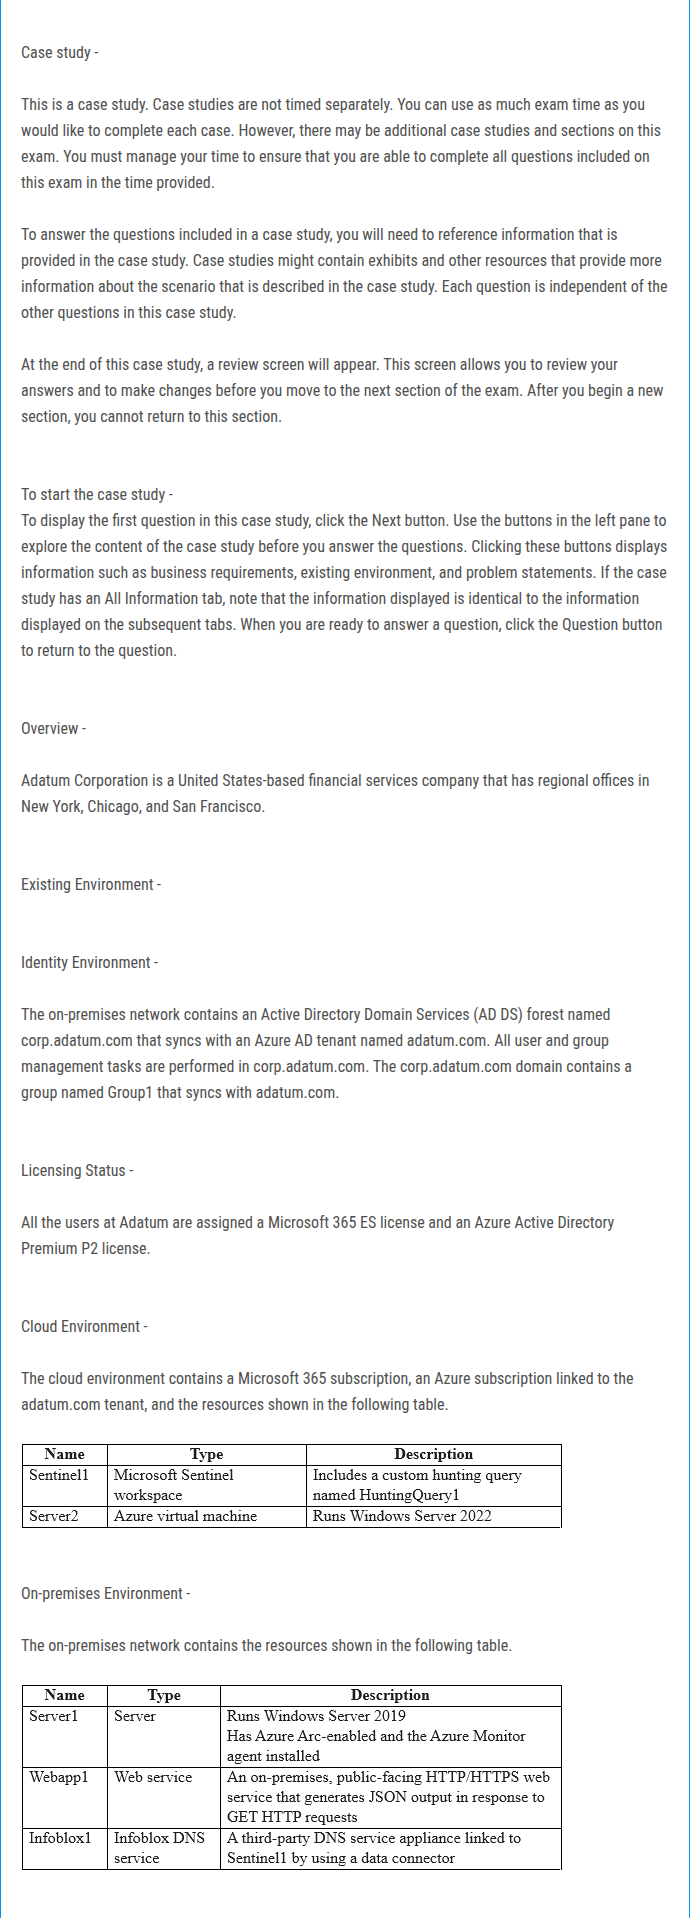 Case study -
This is a case study. Case studies are not timed separately. You can use as much exam time as you
would like to complete each case. However, there may be additional case studies and sections on this
exam. You must manage your time to ensure that you are able to complete all questions included on
this exam in the time provided.
To answer the questions included in a case study, you will need to reference information that is
provided in the case study. Case studies might contain exhibits and other resources that provide more
information about the scenario that is described in the case study. Each question is independent of the
other questions in this case study.
At the end of this case study, a review screen will appear. This screen allows you to review your
answers and to make changes before you move to the next section of the exam. After you begin a new
section, you cannot return to this section.
To start the case study -
To display the first question in this case study, click the Next button. Use the buttons in the left pane to
explore the content of the case study before you answer the questions. Clicking these buttons displays
information such as business requirements, existing environment, and problem statements. If the case
study has an All Information tab, note that the information displayed is identical to the information
displayed on the subsequent tabs. When you are ready to answer a question, click the Question button
to return to the question.
Overview -
Adatum Corporation is a United States-based financial services company that has regional offices in
New York, Chicago, and San Francisco.
Existing Environment -
Identity Environment -
The on-premises network contains an Active Directory Domain Services (AD DS) forest named
corp.adatum.com that syncs with an Azure AD tenant named adatum.com. All user and group
management tasks are performed in corp.adatum.com. The corp.adatum.com domain contains a
group named Group1 that syncs with adatum.com.
Licensing Status -
All the users at Adatum are assigned a Microsoft 365 ES license and an Azure Active Directory
Premium P2 license.
Cloud Environment -
The cloud environment contains a Microsoft 365 subscription, an Azure subscription linked to the
adatum.com tenant, and the resources shown in the following table.
Name Type Description
Sentinel1 Microsoft Sentinel Includes a custom hunting query
workspace named HuntingQuery1
Server2 Azure virtual machine Runs Windows Server 2022
On-premises Environment -
The on-premises network contains the resources shown in the following table.
Name Type Description
Server1 Server Runs Windows Server 2019
Has Azure Arc-enabled and the Azure Monitor
agent installed
Webapp1 Web service An on-premises, public-facing HTTP/HTTPS web
service that generates JSON output in response to
GET HTTP requests
Infoblox1 Infoblox DNS A third-party DNS service appliance linked to
service Sentinel1 by using a data connector